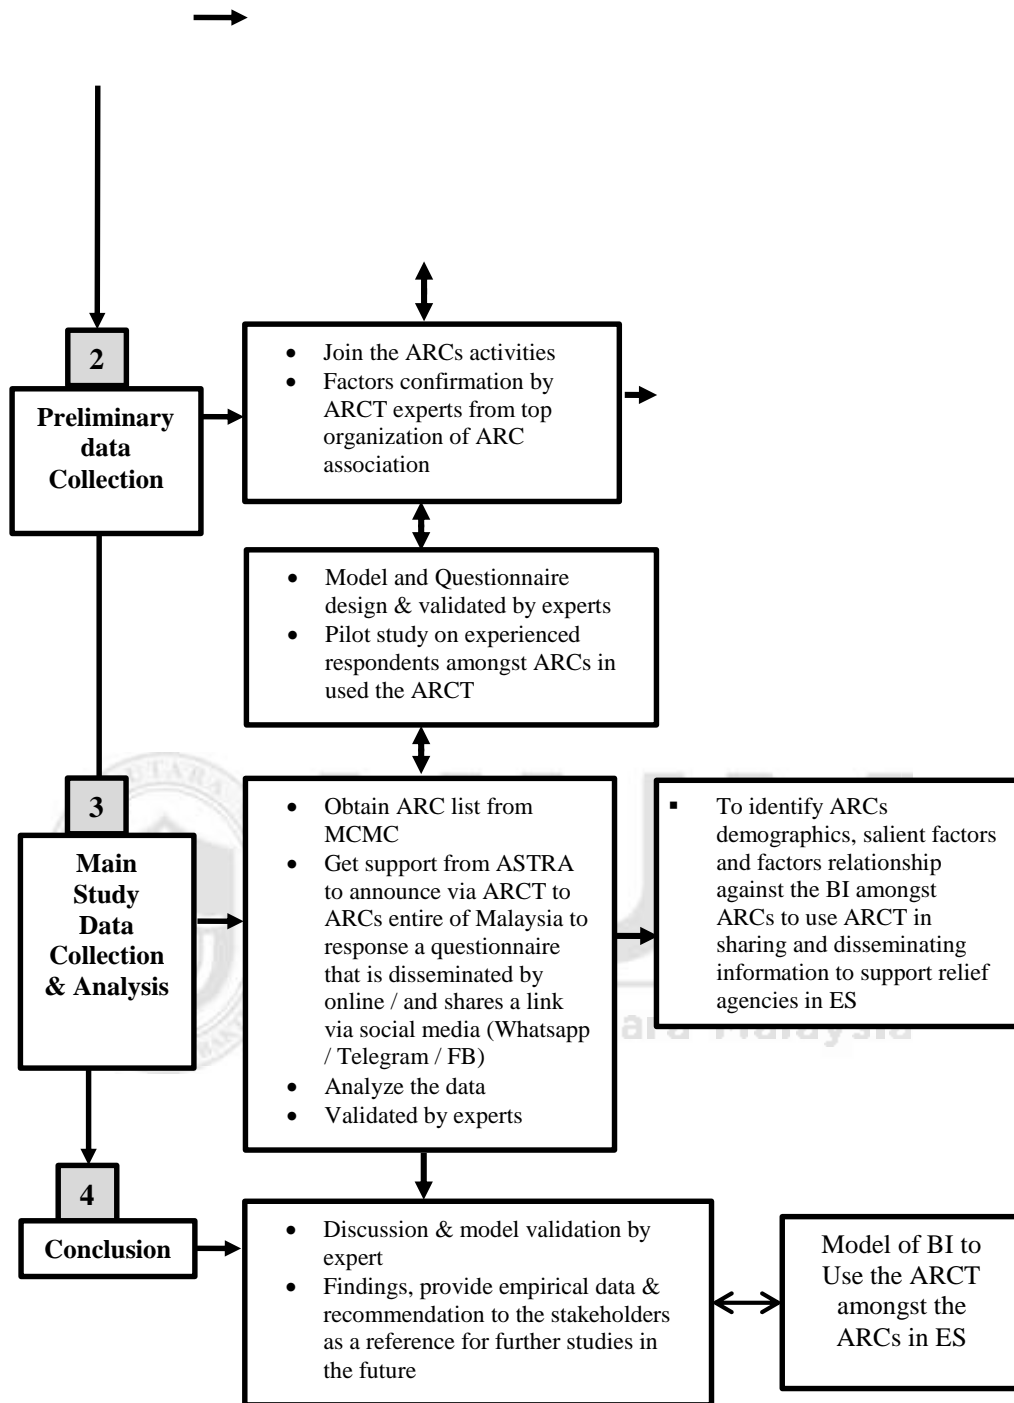 2
Preliminary
data
Collection
• Join the ARCs activities
• Factors confirmation by
ARCT experts from top
organization of ARC
association
• Model and Questionnaire
design & validated by experts
• Pilot study on experienced
respondents amongst ARCs in
used the ARCT
3
Main
Study
Data
Collection
& Analysis
• Obtain ARC list from
MCMC
• Get support from ASTRA
to announce via ARCT to
ARCs entire of Malaysia to
response a questionnaire
that is disseminated by
online / and shares a link
via social media (Whatsapp
/ Telegram / FB)
• Analyze the data
• Validated by experts
▪ To identify ARCs
demographics, salient factors
and factors relationship
against the BI amongst
ARCs to use ARCT in
sharing and disseminating
information to support relief
agencies in ES
4
Conclusion
• Discussion & model validation by
expert
• Findings, provide empirical data &
recommendation to the stakeholders
as a reference for further studies in
the future
Model of BI to
Use the ARCT
amongst the
ARCs in ES